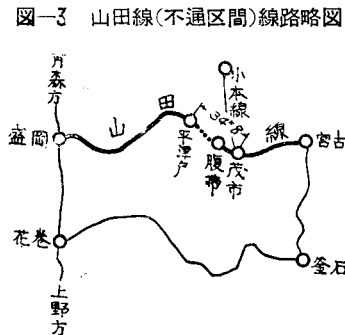 図―3 山田線(不通区間)線路略図
青森方
小本線
盛岡
山田線
平津戸
腹帯
茂市
宮古
花巻
釜石
上野方